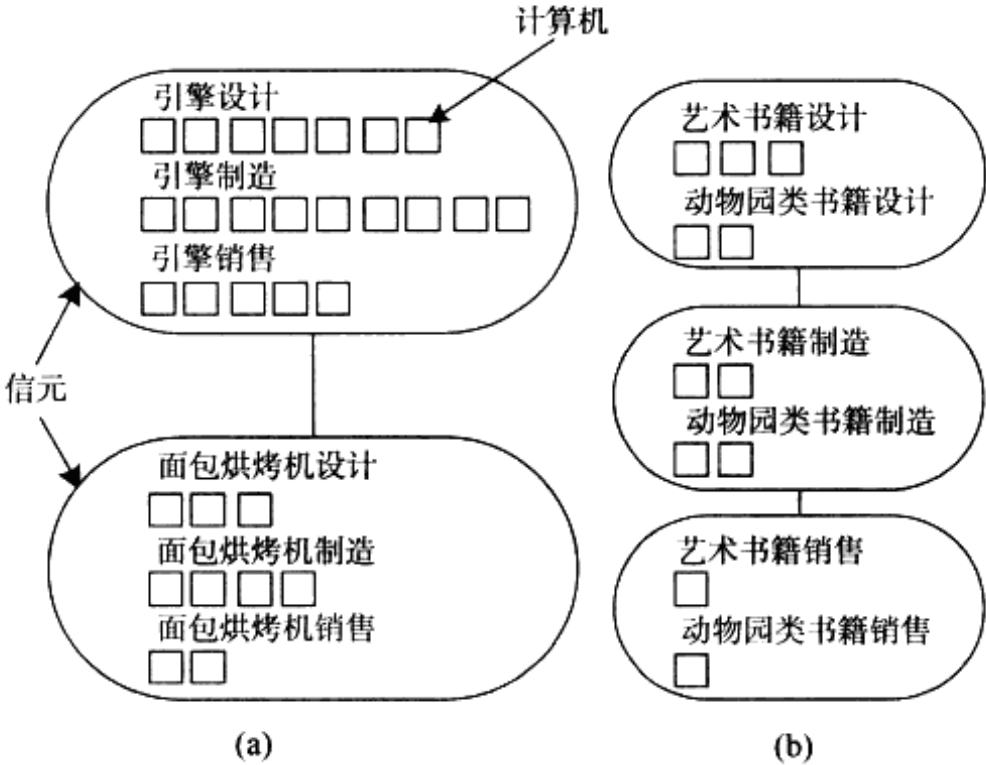 计算机
引擎设计
引擎制造
引擎销售
信元
面包烘烤机设计
面包烘烤机制造
面包烘烤机销售
(a)
艺术书籍设计
动物园类书籍设计
艺术书籍制造
动物园类书籍制造
艺术书籍销售
动物园类书籍销售
(b)